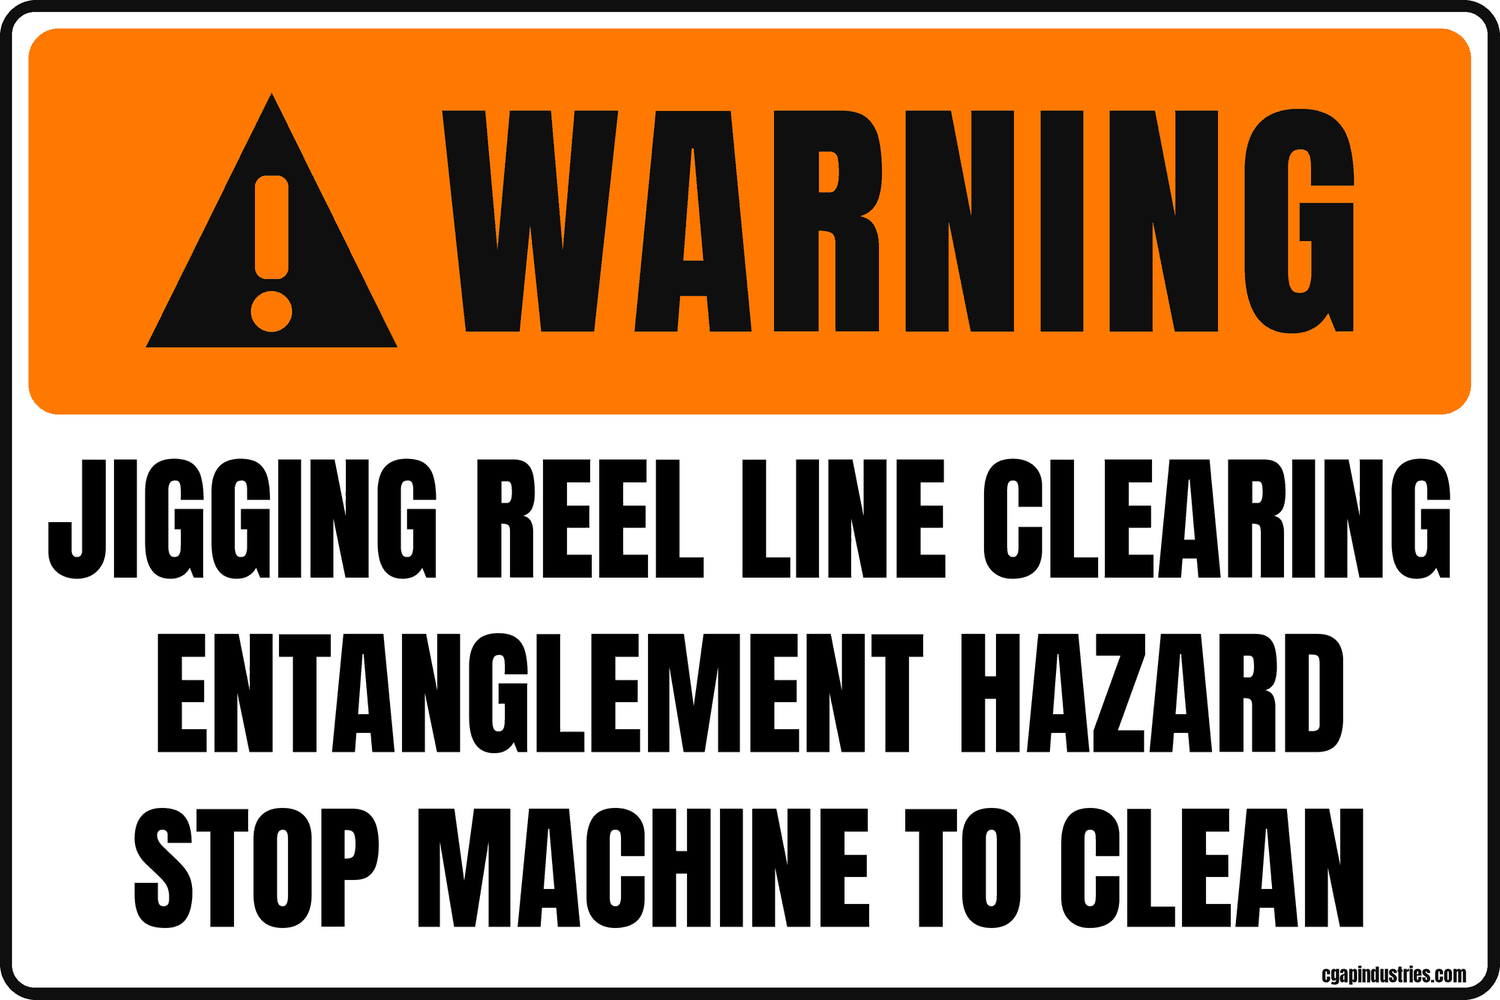 WARNING
JIGGING REEL LINE CLEARING
ENTANGLEMENT HAZARD
STOP MACHINE TO CLEAN
cgapindustries.com